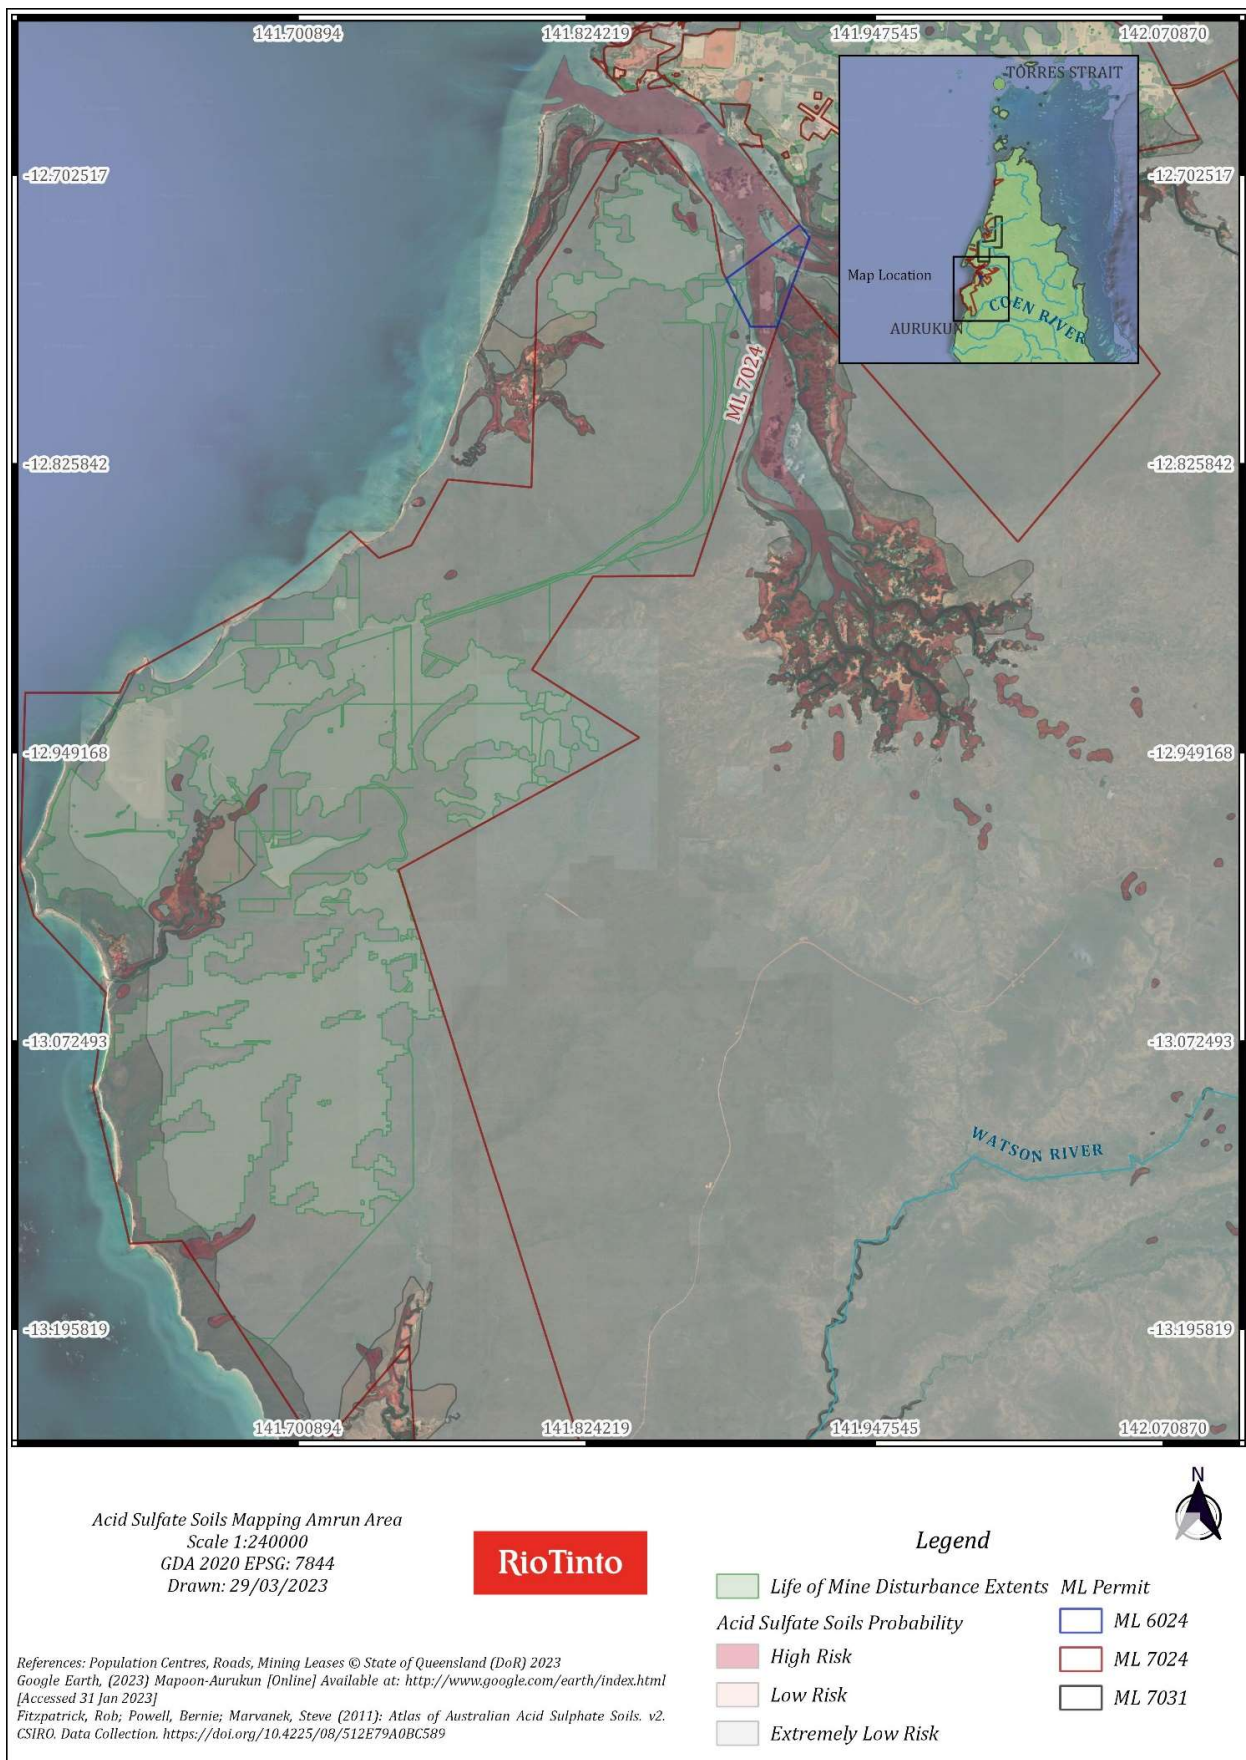 141.700894 141.824219 141.947545 142.070870
TORRES STRAIT
-12.702517 -12.702517
Map Location
COEN RIVER
AURUKUN
ML 7024
-12.825842 -12.825842
-12.949168 -12.949168
-13.072493 -13.072493
WATSON RIVER
-13.195819 -13.195819
141.700894 141.824219 141.947545 142.070870
N
Acid Sulfate Soils Mapping Amrun Area
Scale 1:240000
GDA 2020 EPSG: 7844
Drawn: 29/03/2023
RioTinto
Legend
Life of Mine Disturbance Extents
Acid Sulfate Soils Probability
High Risk
Low Risk
Extremely Low Risk
ML Permit
ML 6024
ML 7024
ML 7031
References: Population Centres, Roads, Mining Leases © State of Queensland (DoR) 2023
Google Earth, (2023) Mapoon-Aurukun [Online] Available at: http://www.google.com/earth/index.html
[Accessed 31 Jan 2023]
Fitzpatrick, Rob; Powell, Bernie; Marvanek, Steve (2011): Atlas of Australian Acid Sulphate Soils. v2.
CSIRO. Data Collection. https://doi.org/10.4225/08/512E79A0BC589